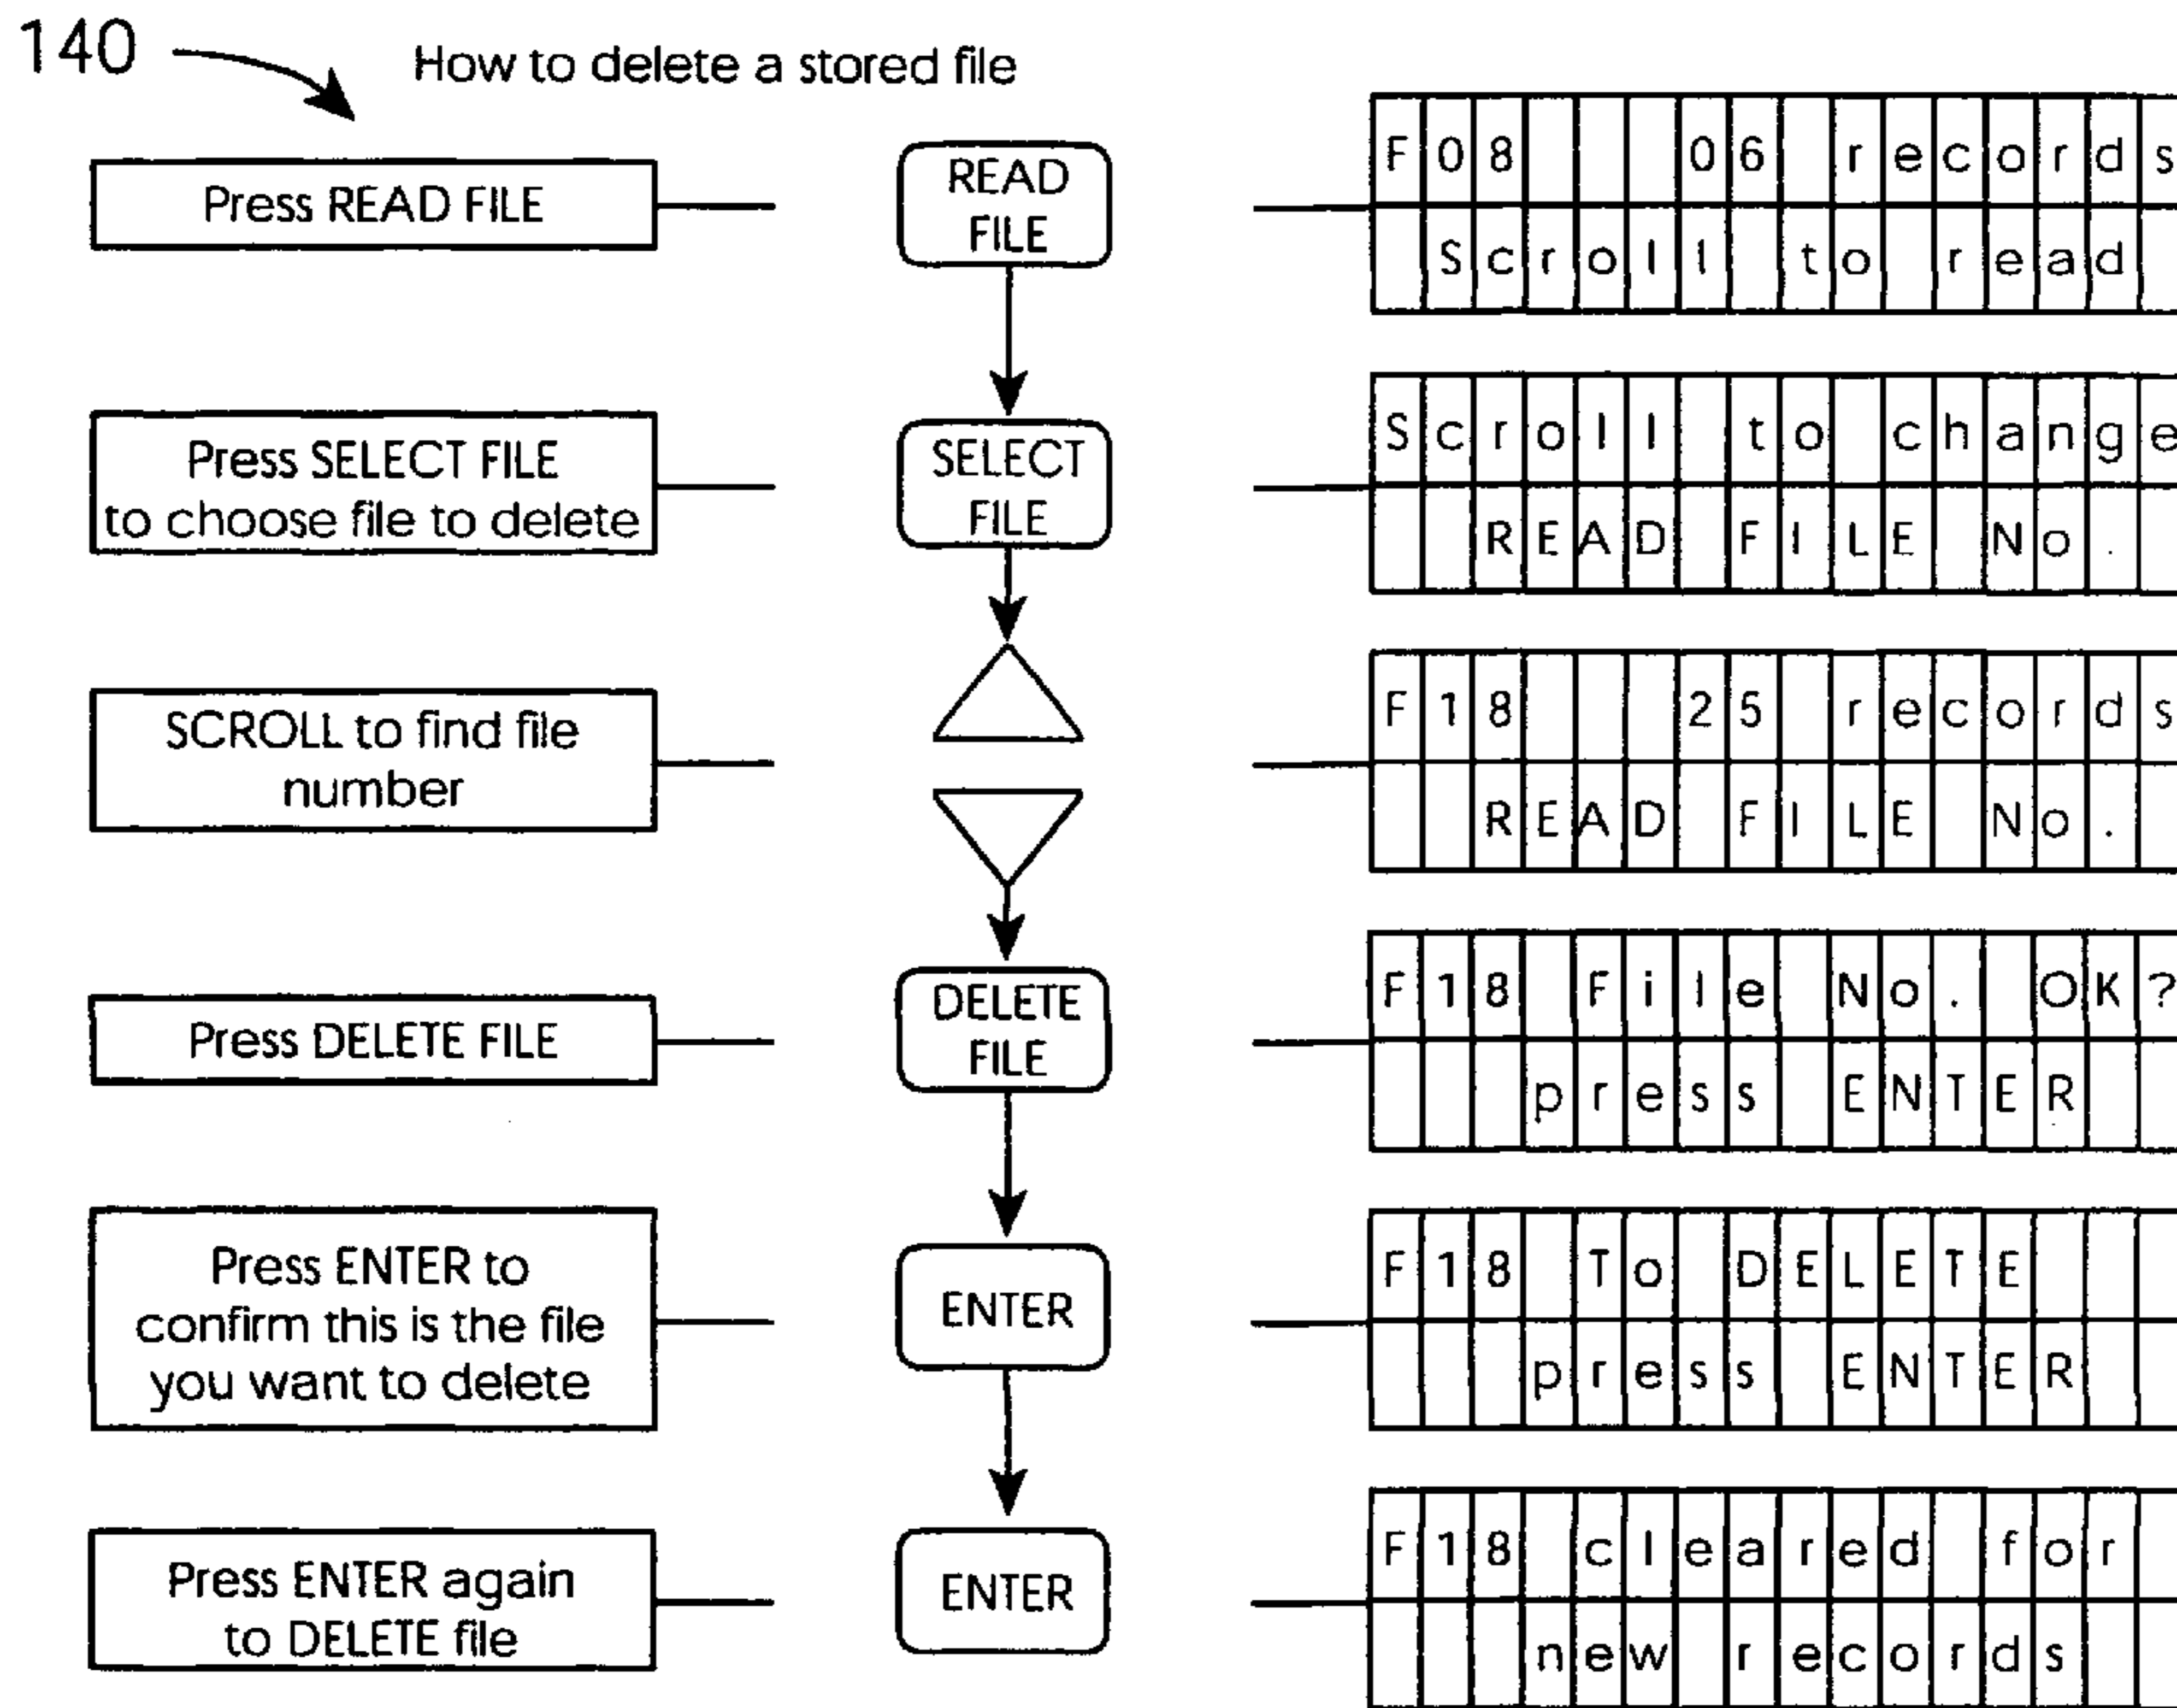 140
How to delete a stored file
Press READ FILE
READ
FILE
F08   06 records
Scroll to read
Press SELECT FILE
to choose file to delete
SELECT
FILE
Scroll to change
READ FILE No.
SCROLL to find file
number
F18   25 records
READ FILE No.
Press DELETE FILE
DELETE
FILE
F18 File No. OK?
press ENTER
Press ENTER to
confirm this is the file
you want to delete
ENTER
F18 To DELETE
press ENTER
Press ENTER again
to DELETE file
ENTER
F18 cleared for
new records